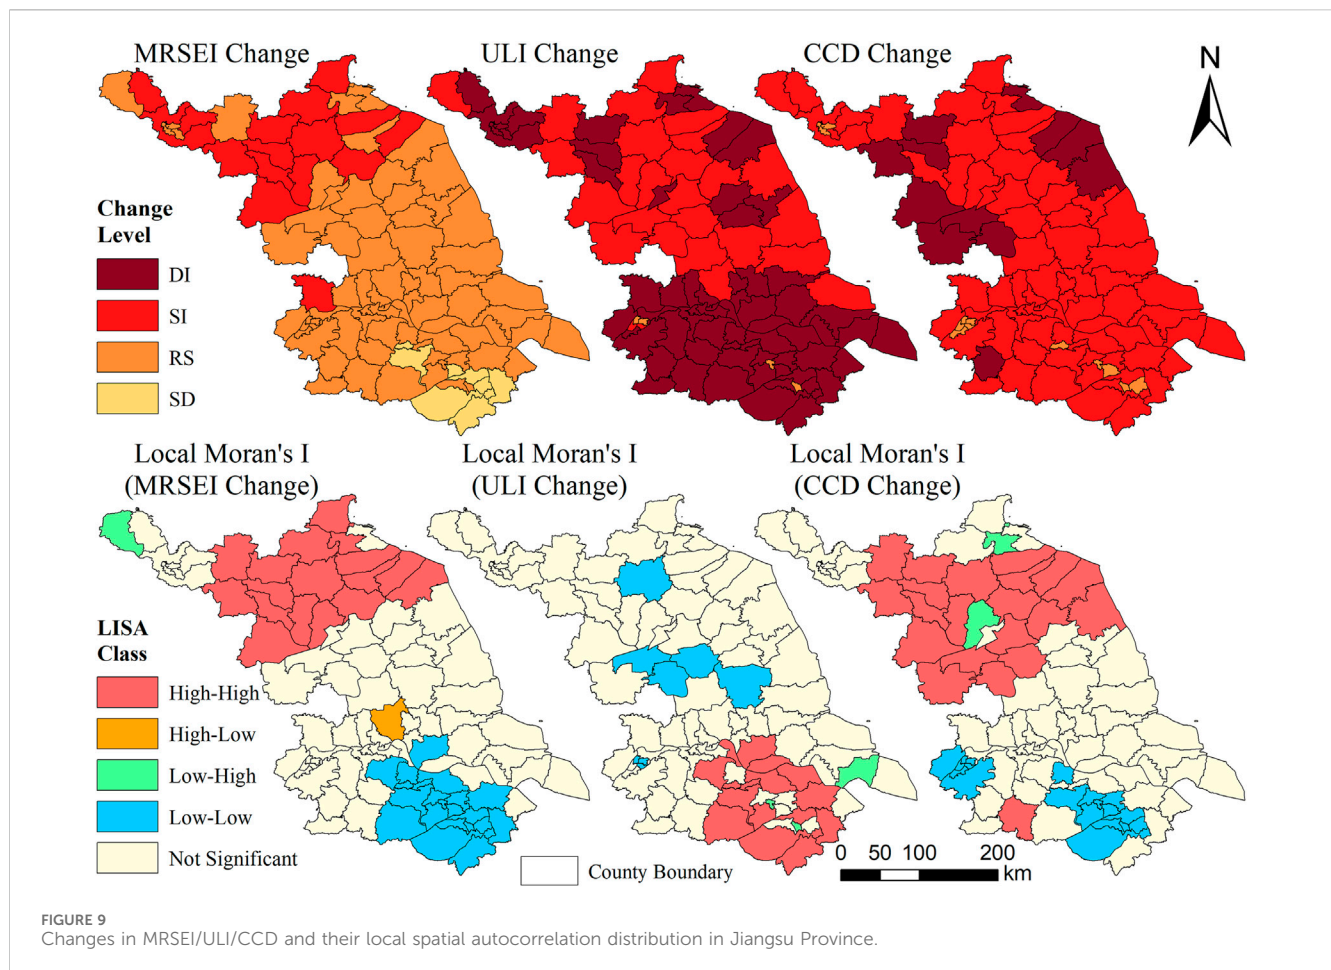 MRSEI Change
ULI Change
CCD Change
N
Change
Level
DI
SI
RS
SD
Local Moran's I
(MRSEI Change)
Local Moran's I
(ULI Change)
Local Moran's I
(CCD Change)
LISA
Class
High-High
High-Low
Low-High
Low-Low
Not Significant
County Boundary
0 50 100 200
km
FIGURE 9
Changes in MRSEI/ULI/CCD and their local spatial autocorrelation distribution in Jiangsu Province.